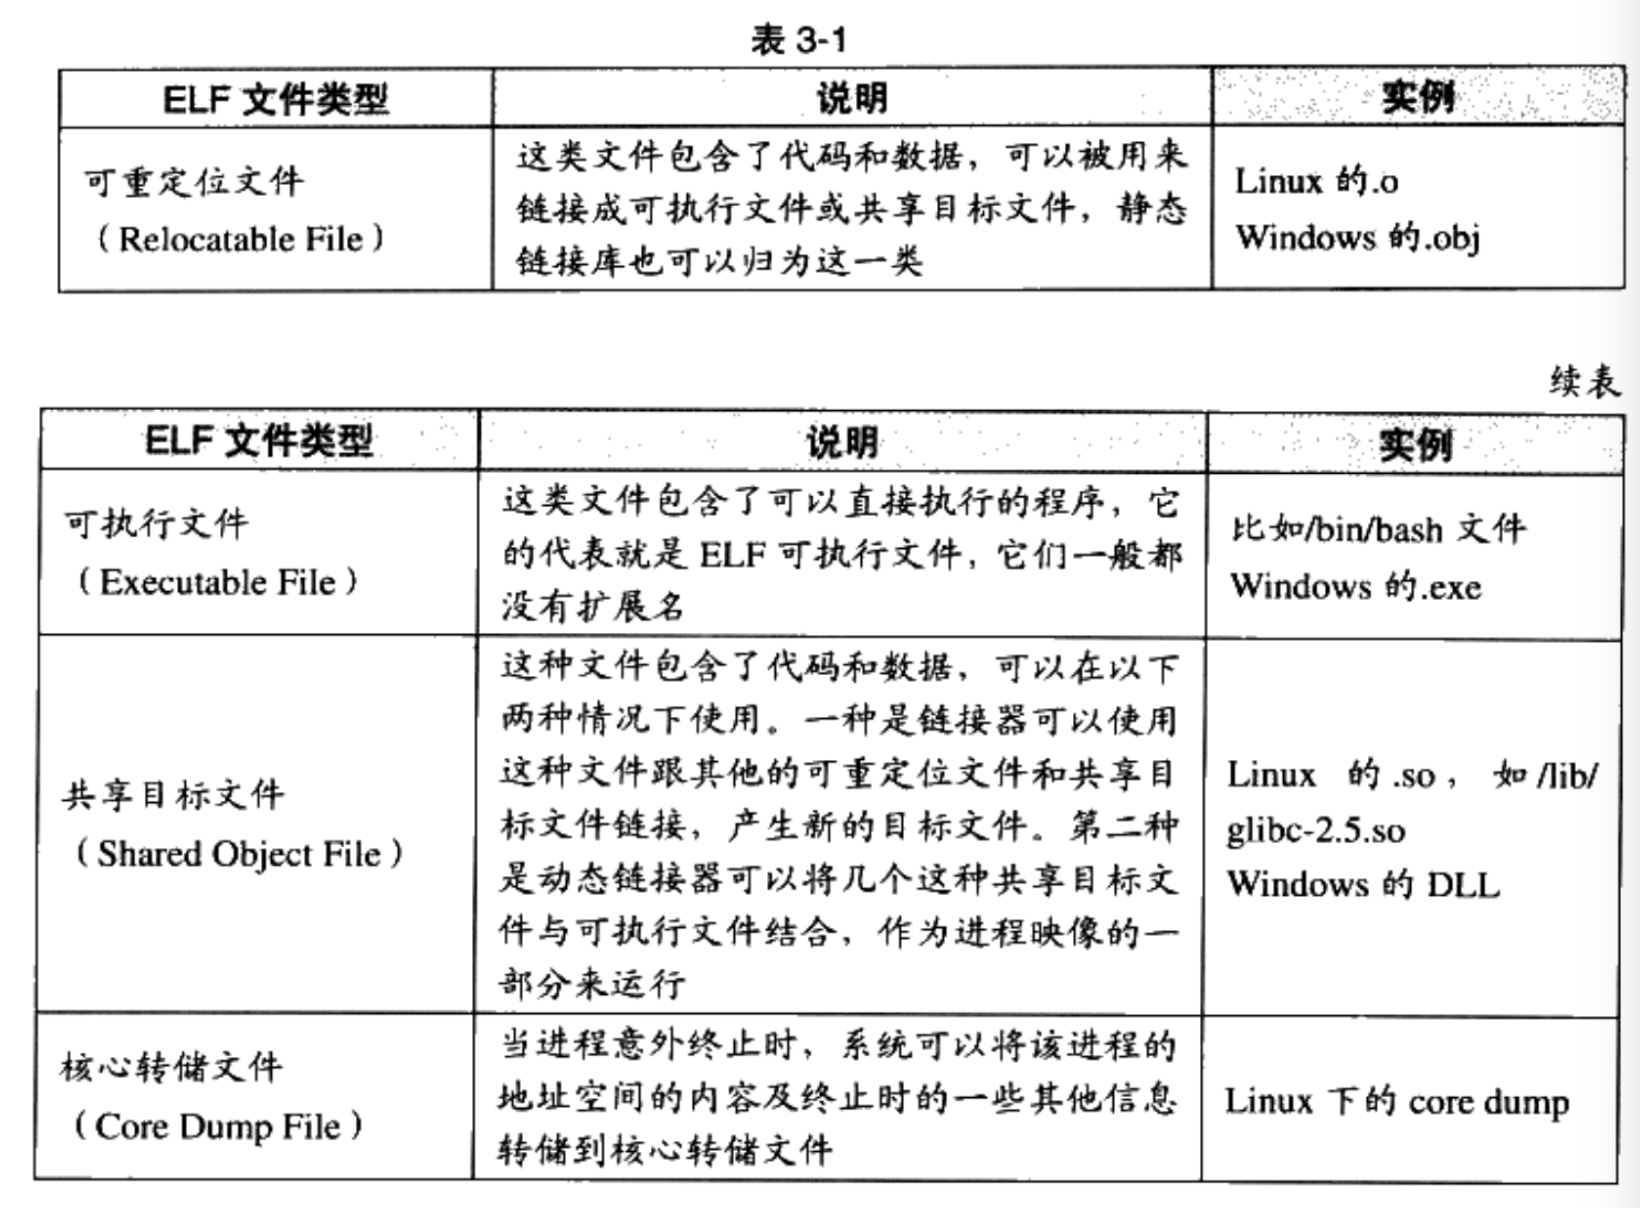 表 3-1
ELF 文件类型 说明 实例
可重定位文件
（Relocatable File）
这类文件包含了代码和数据，可以被用来
链接成可执行文件或共享目标文件，静态
链接库也可以归为这一类
Linux 的.o
Windows 的.obj
续表
ELF 文件类型 说明 实例
可执行文件
（Executable File）
这类文件包含了可以直接执行的程序，它
的代表就是 ELF 可执行文件，它们一般都
没有扩展名
比如/bin/bash 文件
Windows 的.exe
共享目标文件
（Shared Object File）
这种文件包含了代码和数据，可以在以下
两种情况下使用。一种是链接器可以使用
这种文件跟其他的可重定位文件和共享目
标文件链接，产生新的目标文件。第二种
是动态链接器可以将几个这种共享目标文
件与可执行文件结合，作为进程映像的一
部分来运行
Linux 的.so，如/lib/
glibc-2.5.so
Windows 的 DLL
核心转储文件
（Core Dump File）
当进程意外终止时，系统可以将该进程的
地址空间的内容及终止时的一些其他信息
转储到核心转储文件
Linux 下的 core dump